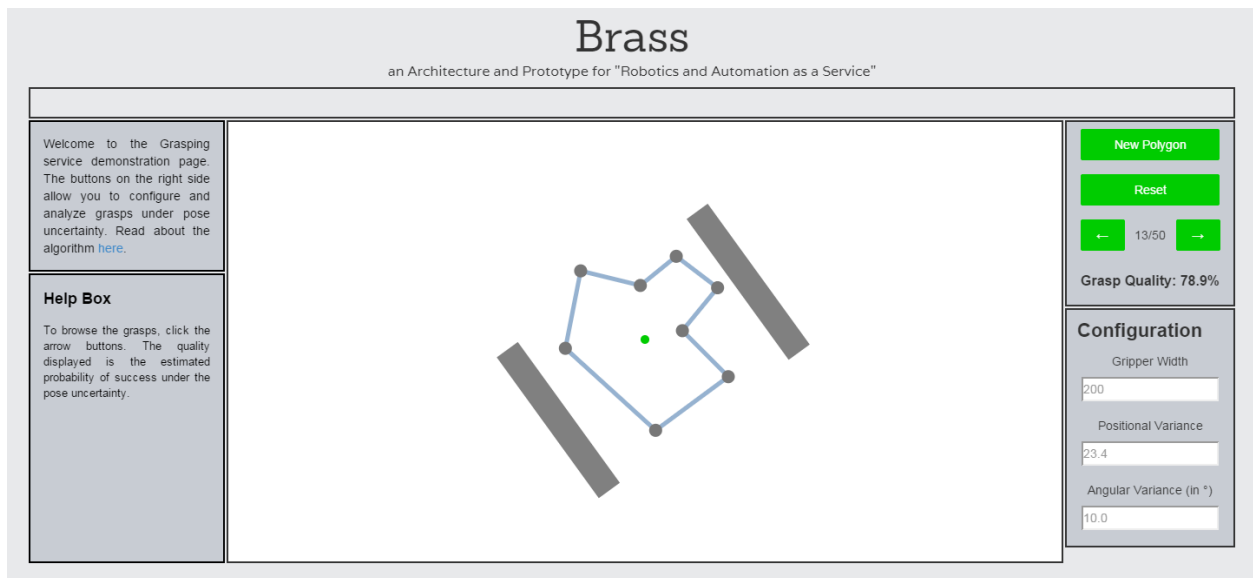 Brass
an Architecture and Prototype for "Robotics and Automation as a Service"
Welcome to the Grasping
service demonstration page.
The buttons on the right side
allow you to configure and
analyze grasps under pose
uncertainty. Read about the
algorithm here.
Help Box
To browse the grasps, click the
arrow buttons. The quality
displayed is the estimated
probability of success under the
pose uncertainty.
New Polygon
Reset
← 13/50 →
Grasp Quality: 78.9%
Configuration
Gripper Width
200
Positional Variance
23.4
Angular Variance (in °)
10.0